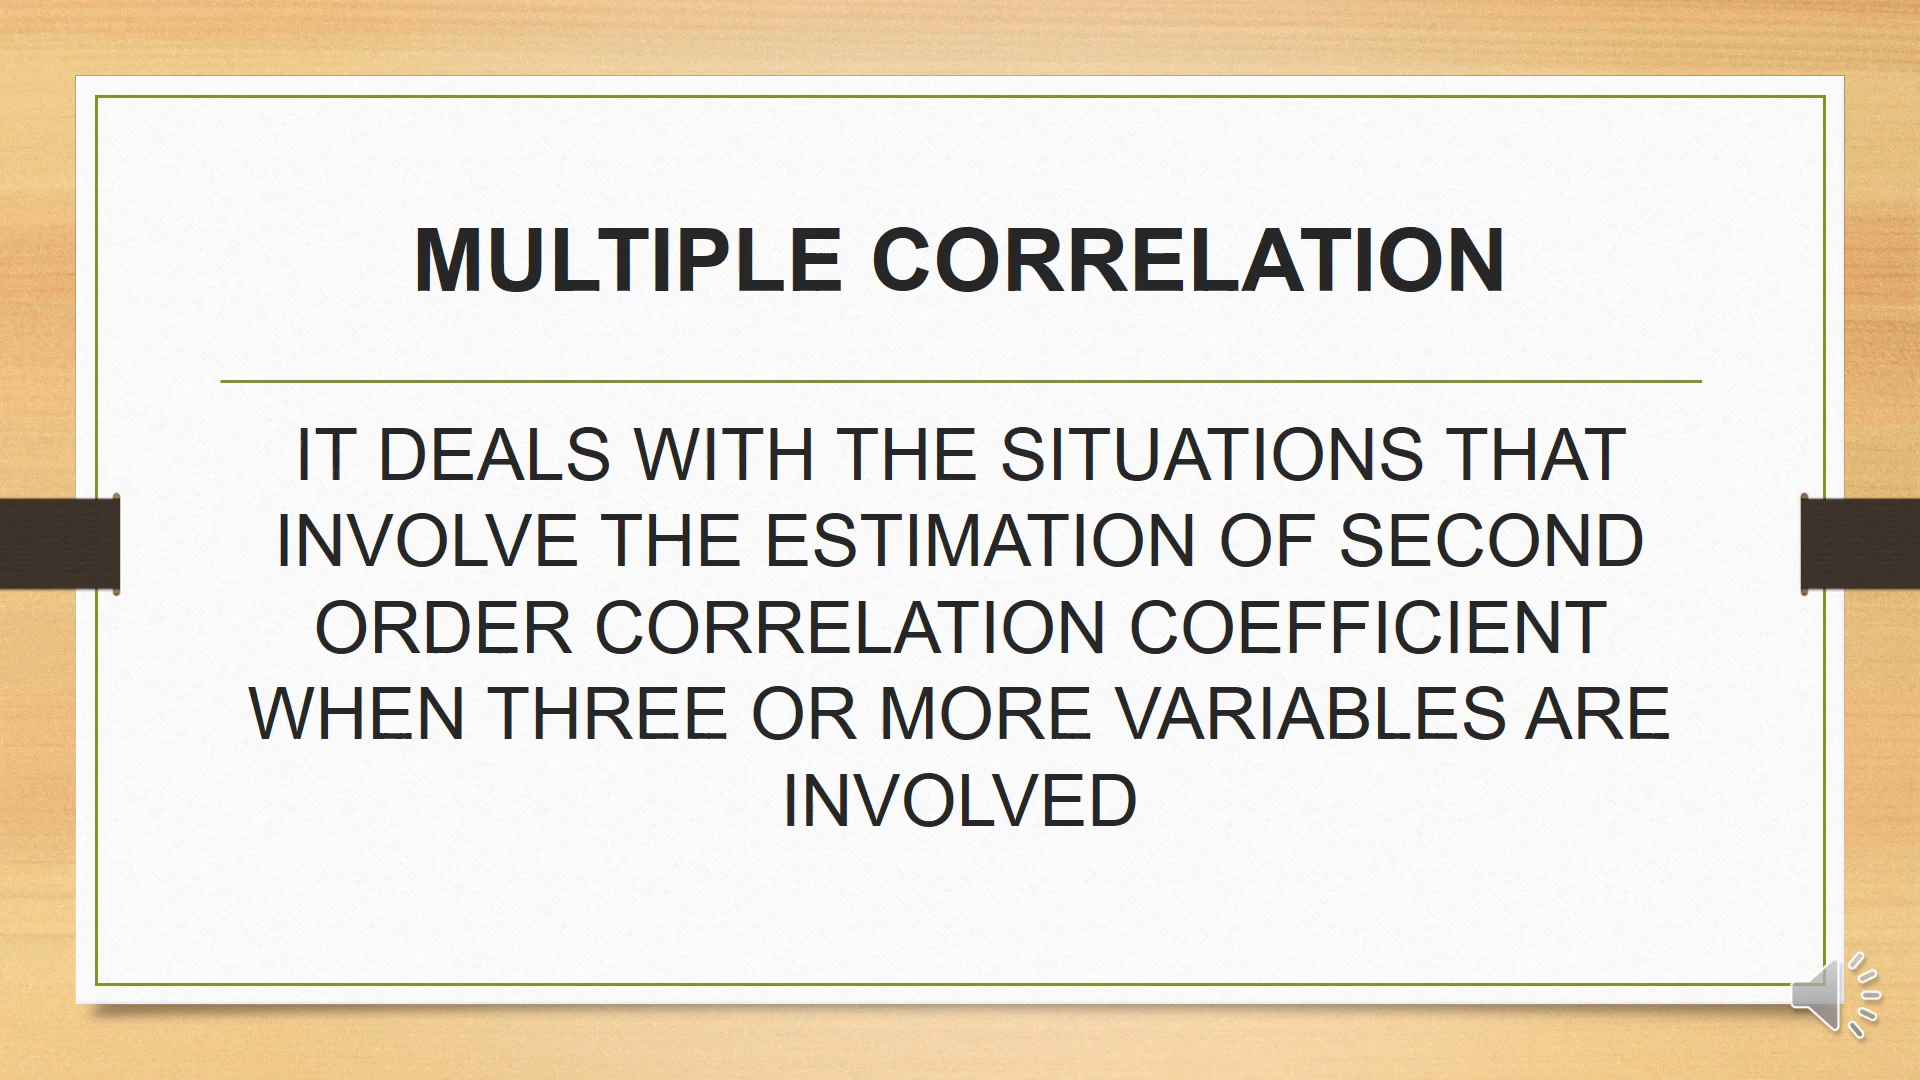 MULTIPLE CORRELATION
IT DEALS WITH THE SITUATIONS THAT
INVOLVE THE ESTIMATION OF SECOND
ORDER CORRELATION COEFFICIENT
WHEN THREE OR MORE VARIABLES ARE
INVOLVED